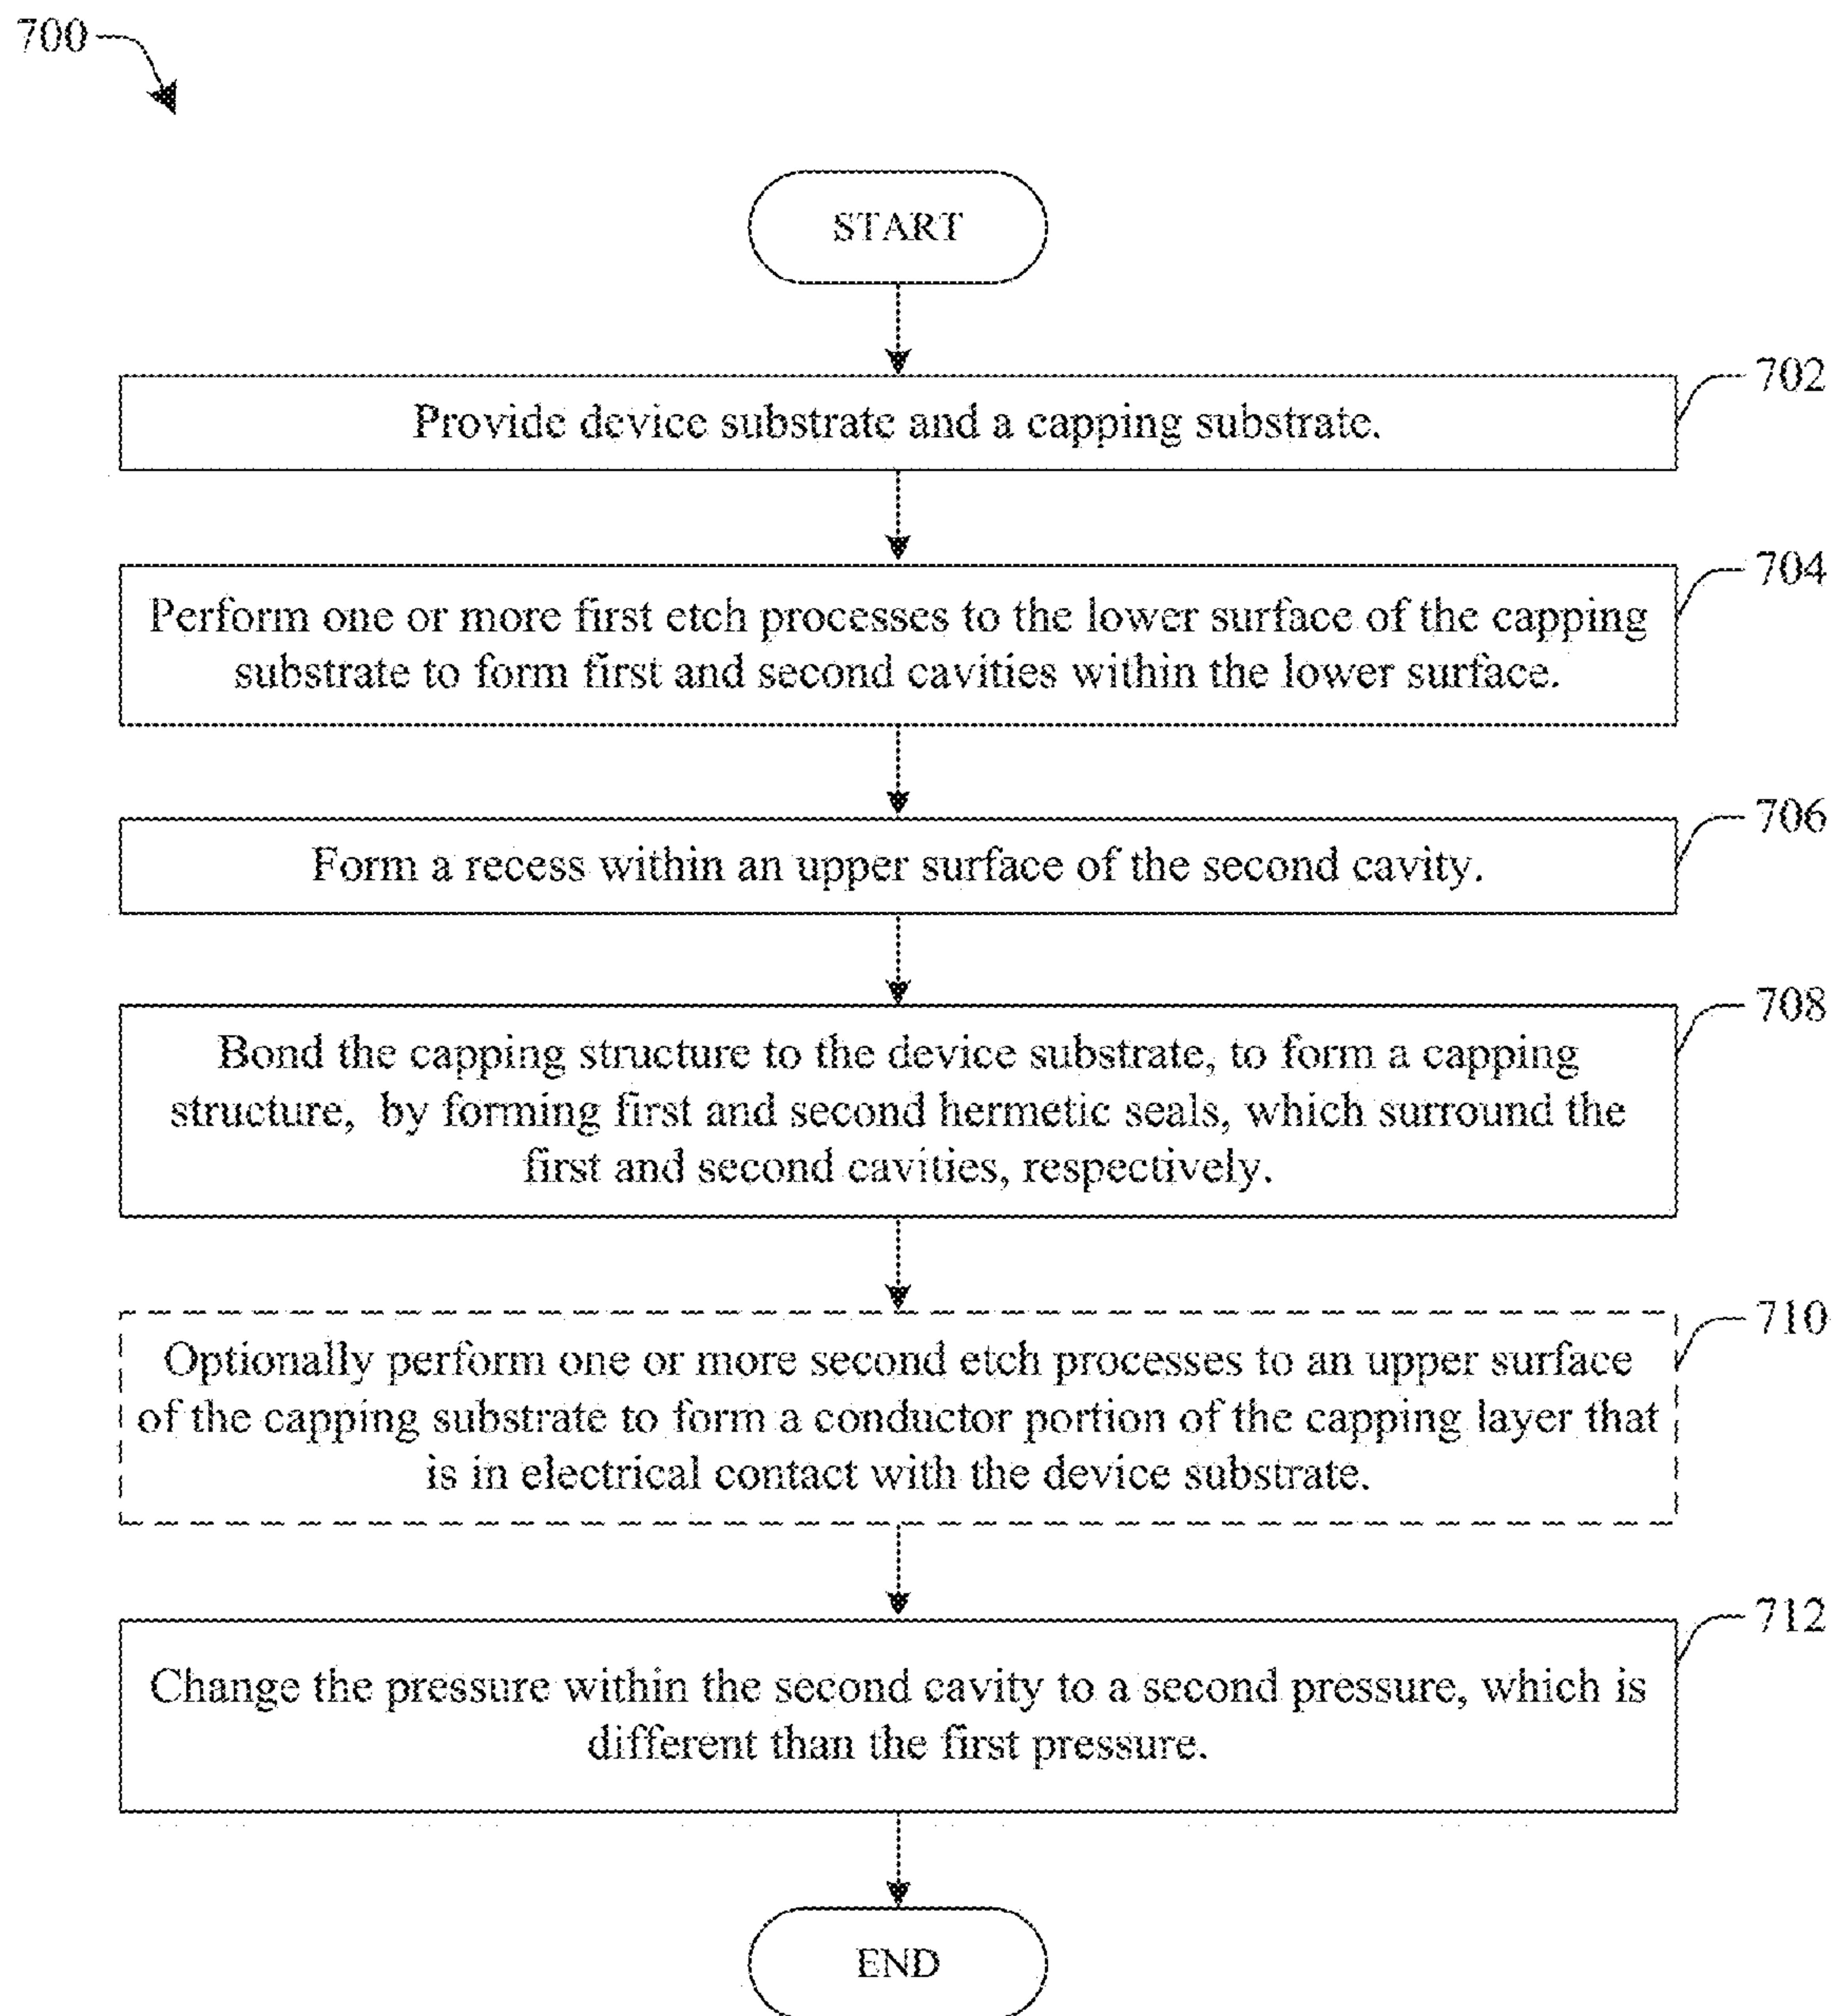 700
START
702
Provide device substrate and a capping substrate.
704
Perform one or more first etch processes to the lower surface of the capping
substrate to form first and second cavities within the lower surface.
706
Form a recess within an upper surface of the second cavity.
708
Bond the capping structure to the device substrate, to form a capping
structure, by forming first and second hermetic seals, which surround the
first and second cavities, respectively.
710
Optionally perform one or more second etch processes to an upper surface
of the capping substrate to form a conductor portion of the capping layer that
is in electrical contact with the device substrate.
712
Change the pressure within the second cavity to a second pressure, which is
different than the first pressure.
END